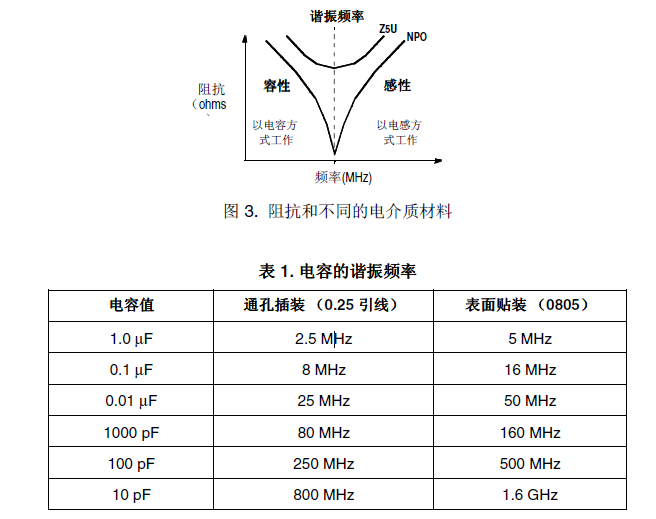 谐振频率
Z5U
NPO
阻抗
（ohms
）
容性
感性
以电容方
式工作
以电感方
式工作
频率(MHz)
图 3. 阻抗和不同的电介质材料
表 1. 电容的谐振频率
电容值 通孔插装 （0.25 引线） 表面贴装 （0805）
1.0 μF 2.5 MHz 5 MHz
0.1 μF 8 MHz 16 MHz
0.01 μF 25 MHz 50 MHz
1000 pF 80 MHz 160 MHz
100 pF 250 MHz 500 MHz
10 pF 800 MHz 1.6 GHz